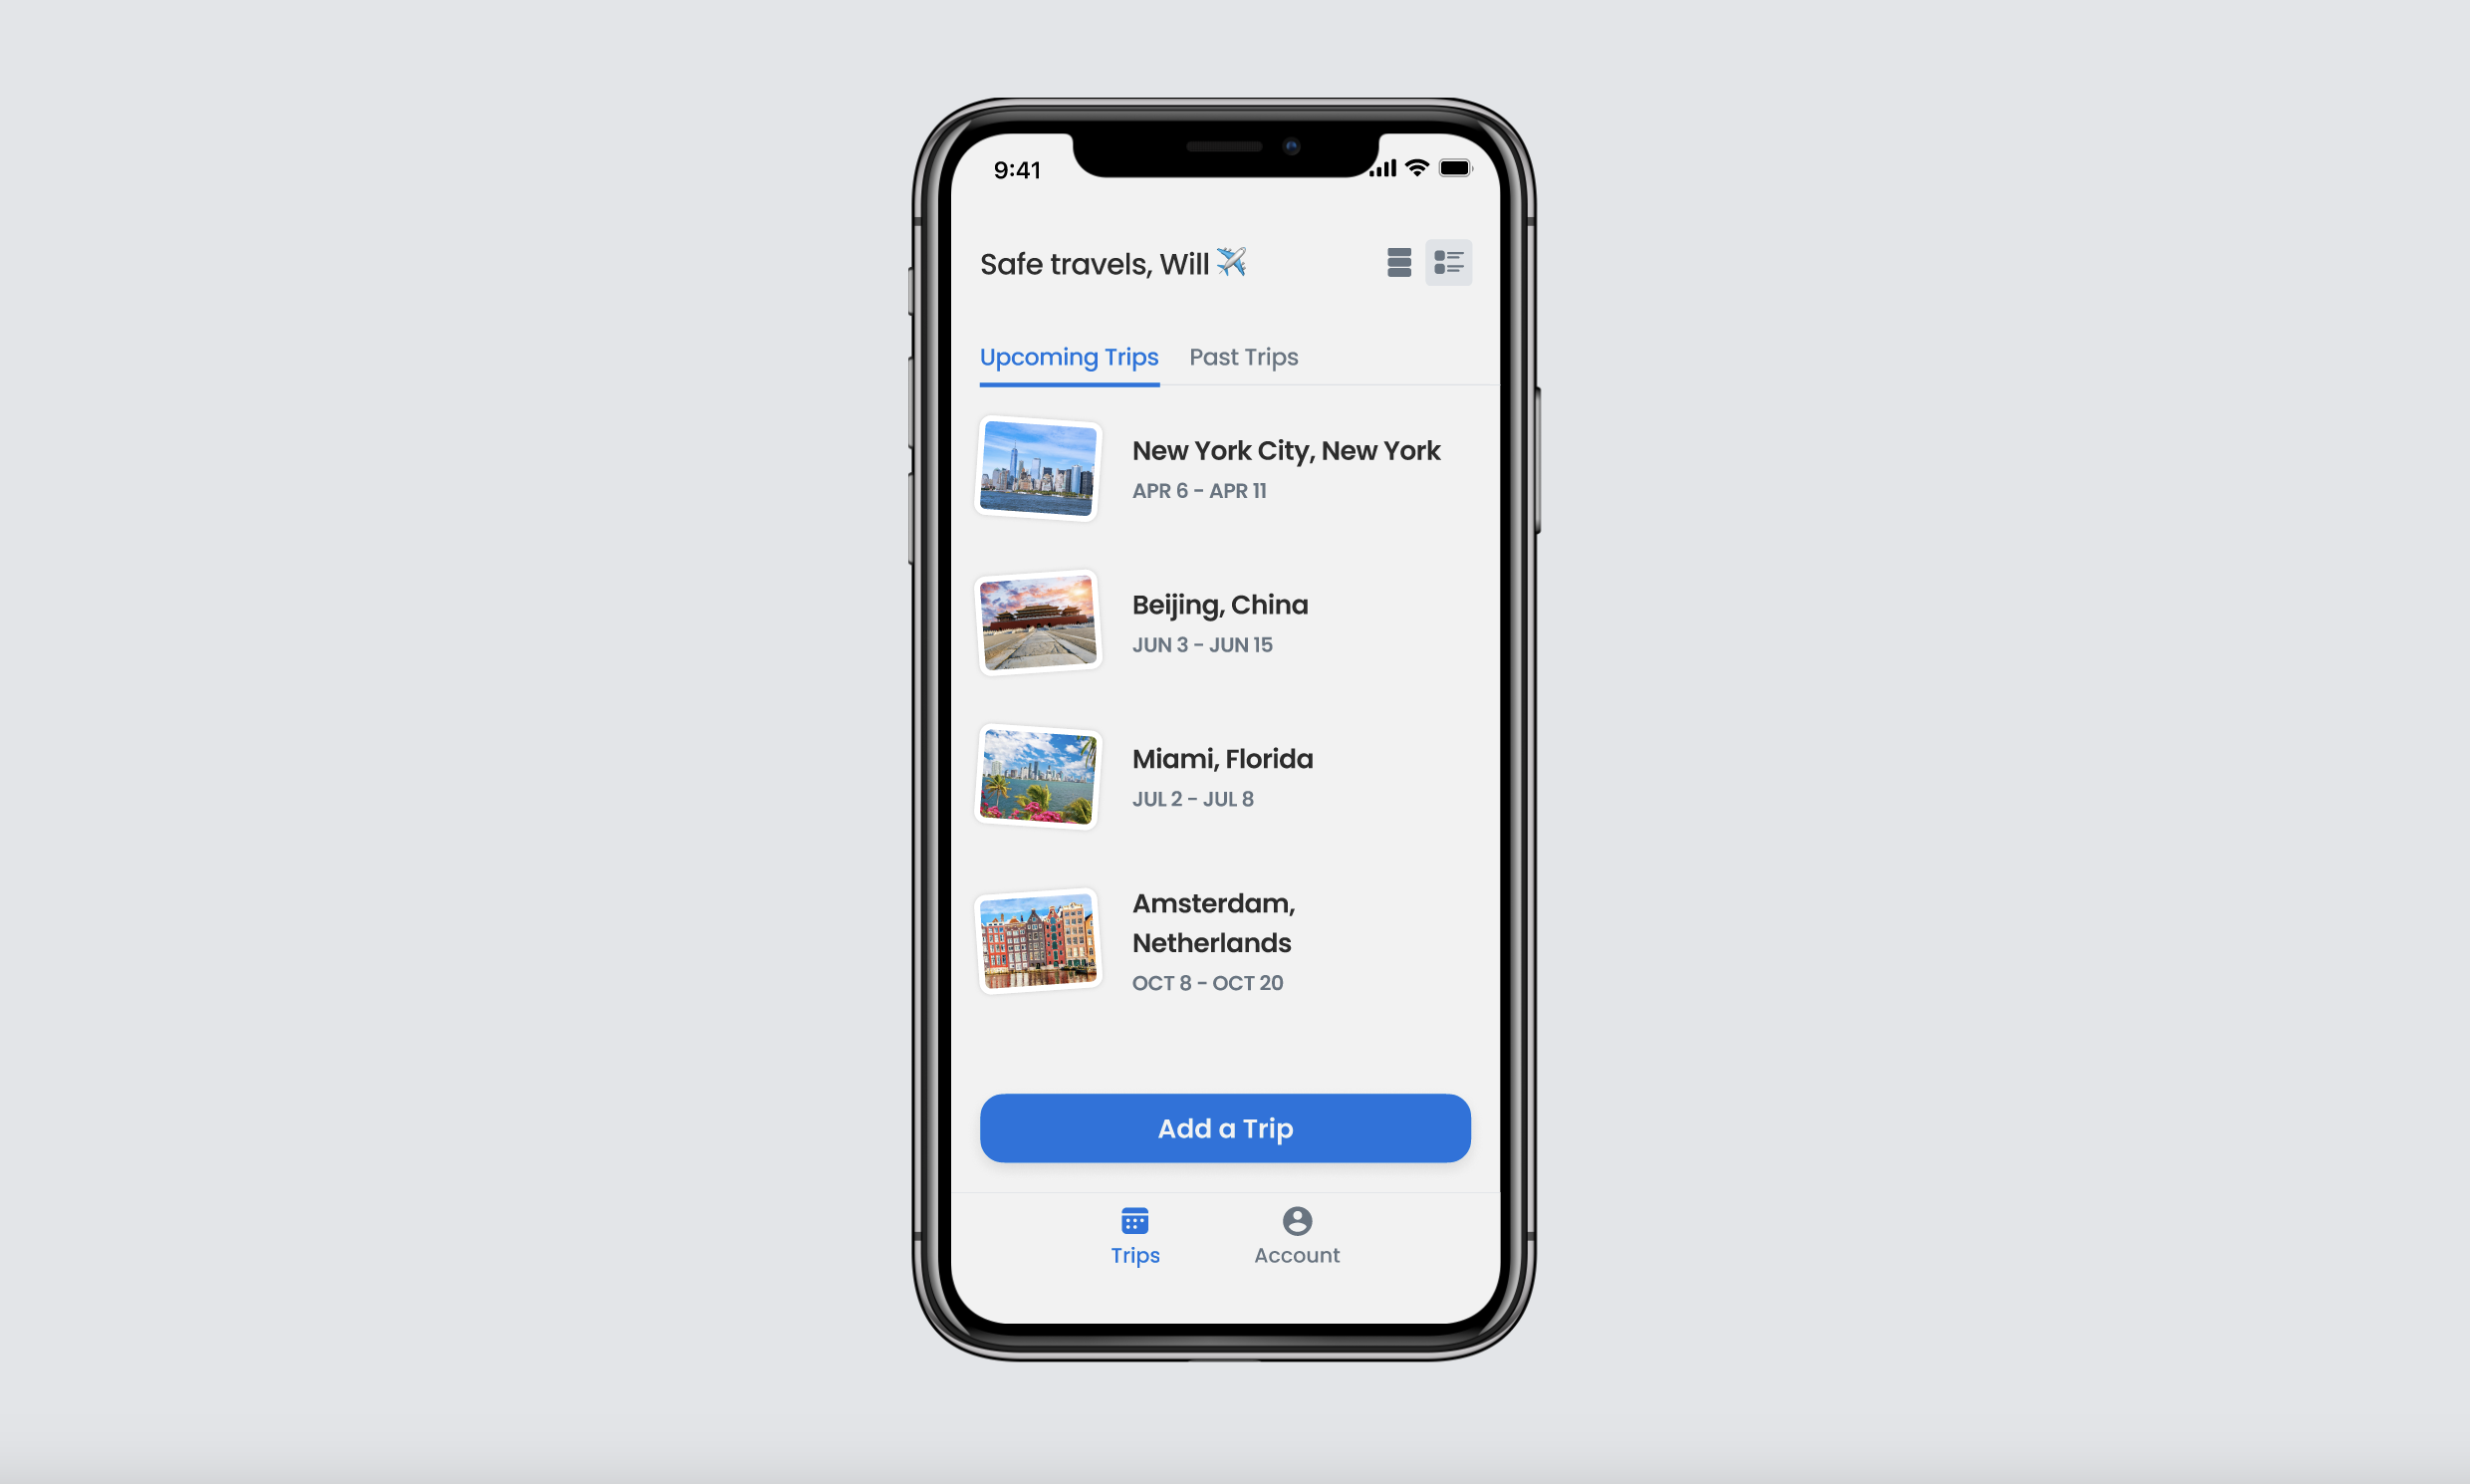 9:41
Safe travels, Will ✈️
Upcoming Trips
Past Trips
New York City, New York
APR 6 - APR 11
Beijing, China
JUN 3 - JUN 15
Miami, Florida
JUL 2 - JUL 8
Amsterdam,
Netherlands
OCT 8 - OCT 20
Add a Trip
Trips
Account